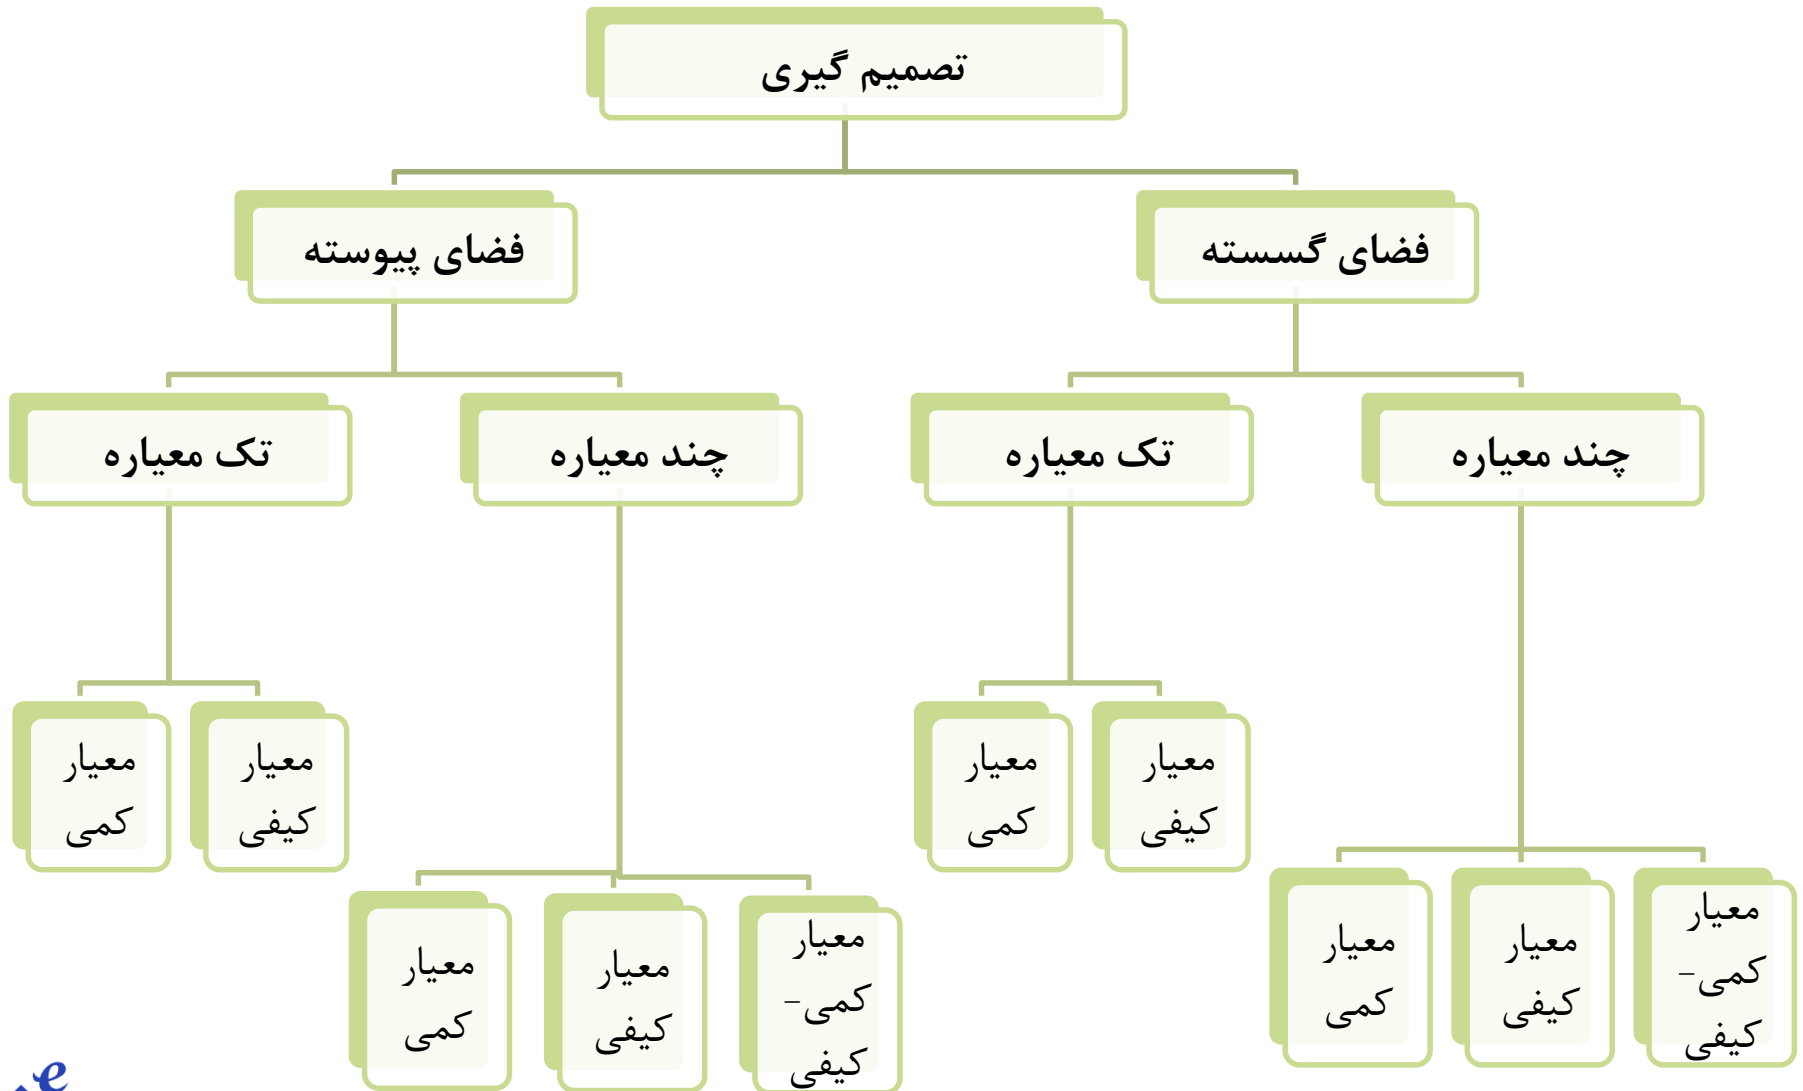 تصمیم گیری
فضای گسسته
فضای پیوسته
چند معیاره
تک معیاره
چند معیاره
تک معیاره
معیار
کیفی
معیار
کمی
معیار
کیفی
معیار
کمی
معیار
کمی-
کیفی
معیار
کیفی
معیار
کمی
معیار
کمی-
کیفی
معیار
کیفی
معیار
کمی